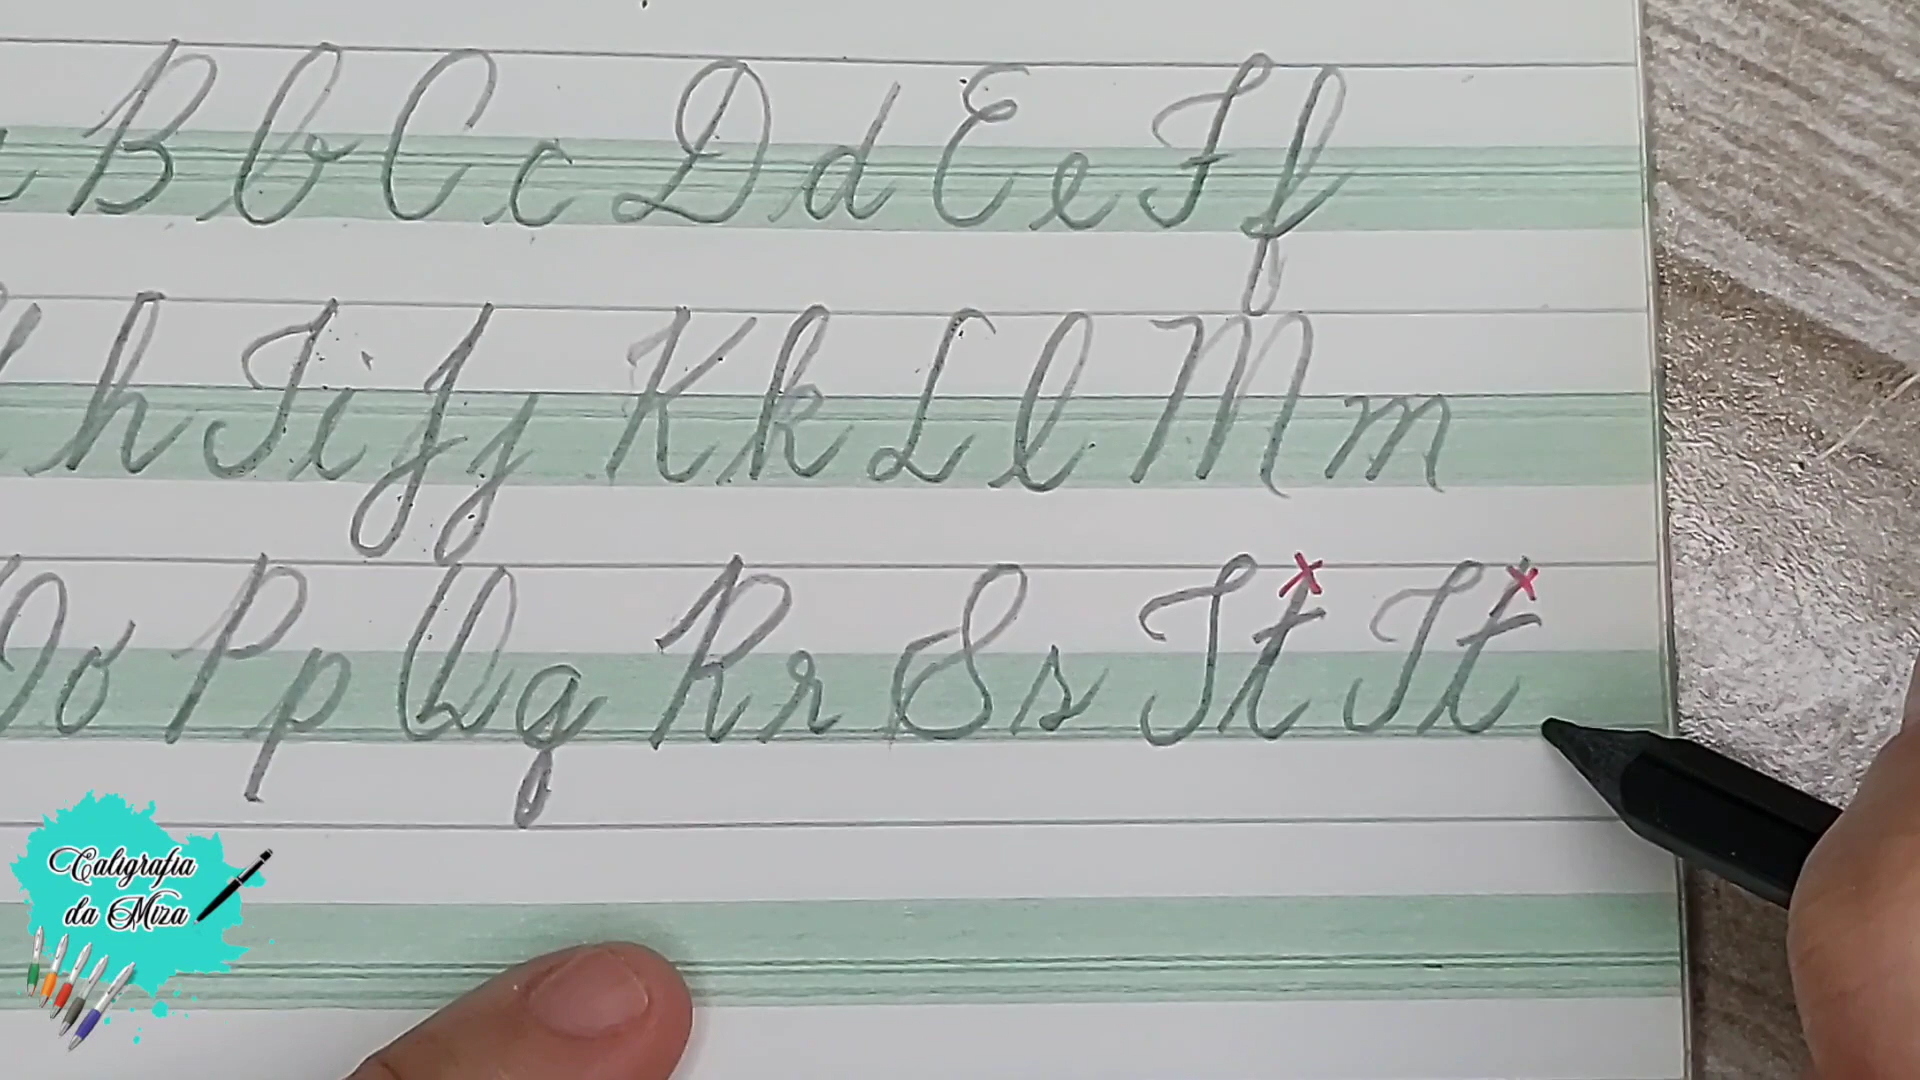 B b C c D d E e F f
h I i J j K k L l M m
O o P p Q q R r S s T t T t
Caligrafia
da Miza